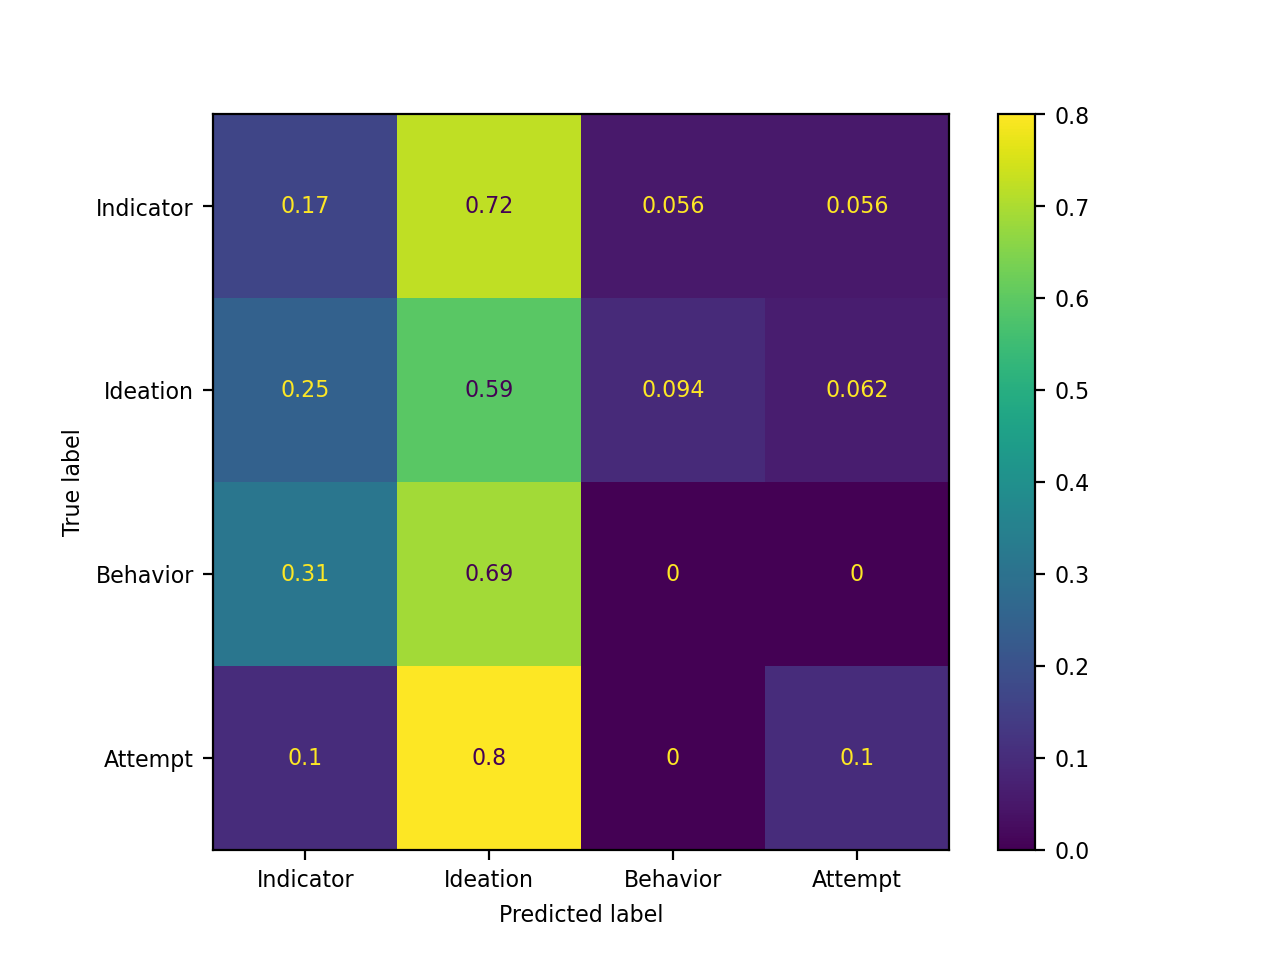 Indicator 0.17 0.72 0.056 0.056
Ideation 0.25 0.59 0.094 0.062
Behavior 0.31 0.69 0 0
Attempt 0.1 0.8 0 0.1
Indicator Ideation Behavior Attempt
Predicted label
True label
0.8
0.7
0.6
0.5
0.4
0.3
0.2
0.1
0.0